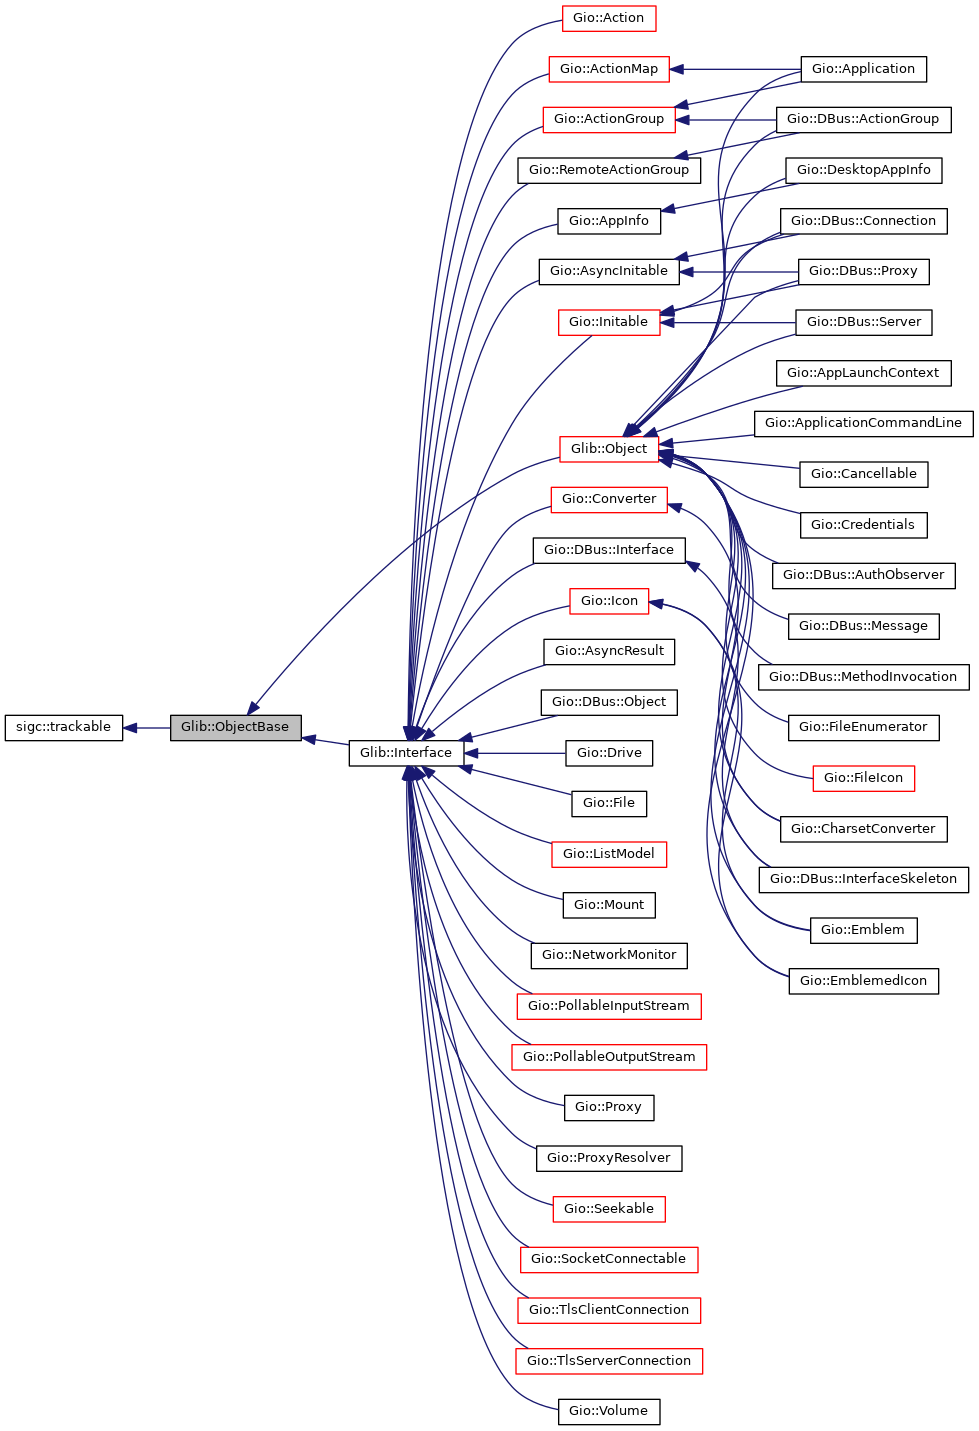 sigc::trackable
Glib::ObjectBase
Glib::Interface
Gio::Action
Gio::ActionMap
Gio::ActionGroup
Gio::RemoteActionGroup
Gio::AppInfo
Gio::AsyncInitable
Gio::Initable
Glib::Object
Gio::Converter
Gio::DBus::Interface
Gio::Icon
Gio::AsyncResult
Gio::DBus::Object
Gio::Drive
Gio::File
Gio::ListModel
Gio::Mount
Gio::NetworkMonitor
Gio::PollableInputStream
Gio::PollableOutputStream
Gio::Proxy
Gio::ProxyResolver
Gio::Seekable
Gio::SocketConnectable
Gio::TlsClientConnection
Gio::TlsServerConnection
Gio::Volume
Gio::Application
Gio::DBus::ActionGroup
Gio::DesktopAppInfo
Gio::DBus::Connection
Gio::DBus::Proxy
Gio::DBus::Server
Gio::AppLaunchContext
Gio::ApplicationCommandLine
Gio::Cancellable
Gio::Credentials
Gio::DBus::AuthObserver
Gio::DBus::Message
Gio::DBus::MethodInvocation
Gio::FileEnumerator
Gio::FileIcon
Gio::CharsetConverter
Gio::DBus::InterfaceSkeleton
Gio::Emblem
Gio::EmblemedIcon